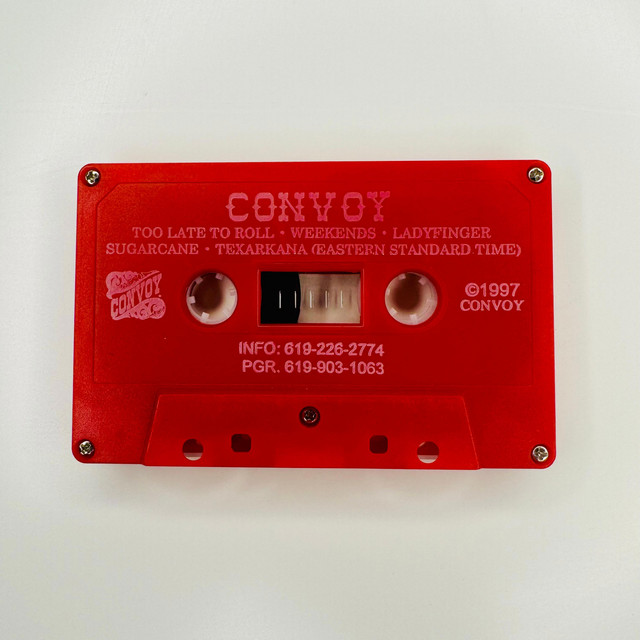 CONVOY
TOO LATE TO ROLL • WEEKENDS • LADYFINGER
SUGARCANE • TEXARKANA (EASTERN STANDARD TIME)
CONVOY
©1997
CONVOY
INFO: 619-226-2774
PGR. 619-903-1063